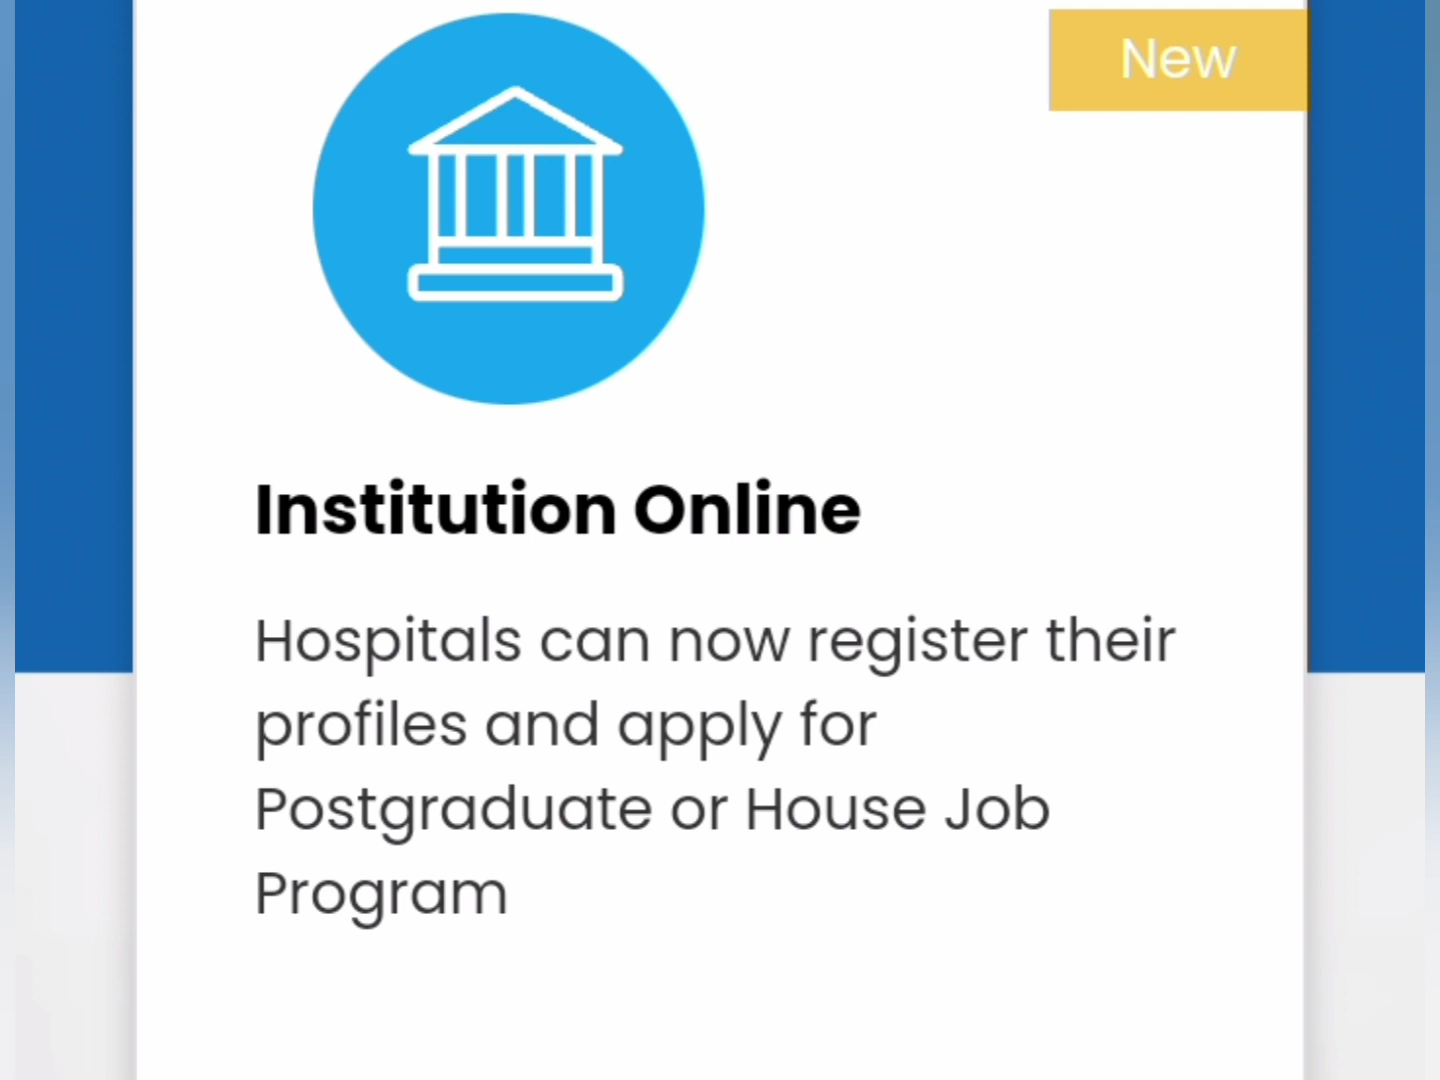 New
Institution Online
Hospitals can now register their
profiles and apply for
Postgraduate or House Job
Program